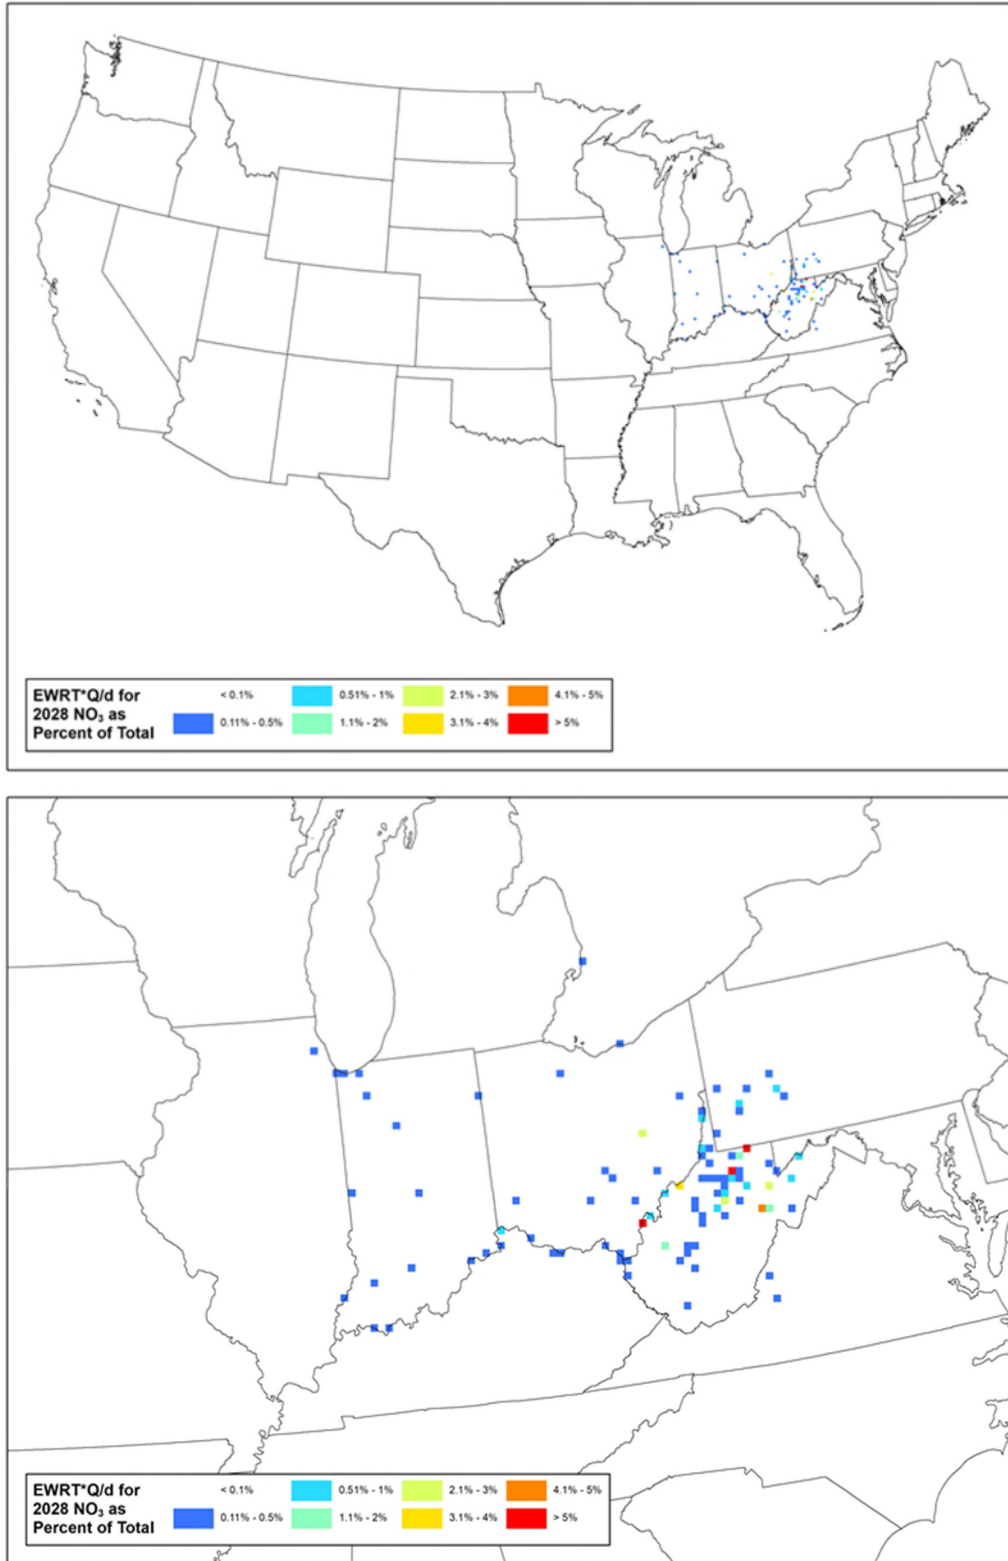 EWRT*Q/d for
2028 NO₃ as
Percent of Total
< 0.1%
0.51% - 1%
2.1% - 3%
4.1% - 5%
0.11% - 0.5%
1.1% - 2%
3.1% - 4%
> 5%
EWRT*Q/d for
2028 NO₃ as
Percent of Total
< 0.1%
0.51% - 1%
2.1% - 3%
4.1% - 5%
0.11% - 0.5%
1.1% - 2%
3.1% - 4%
> 5%